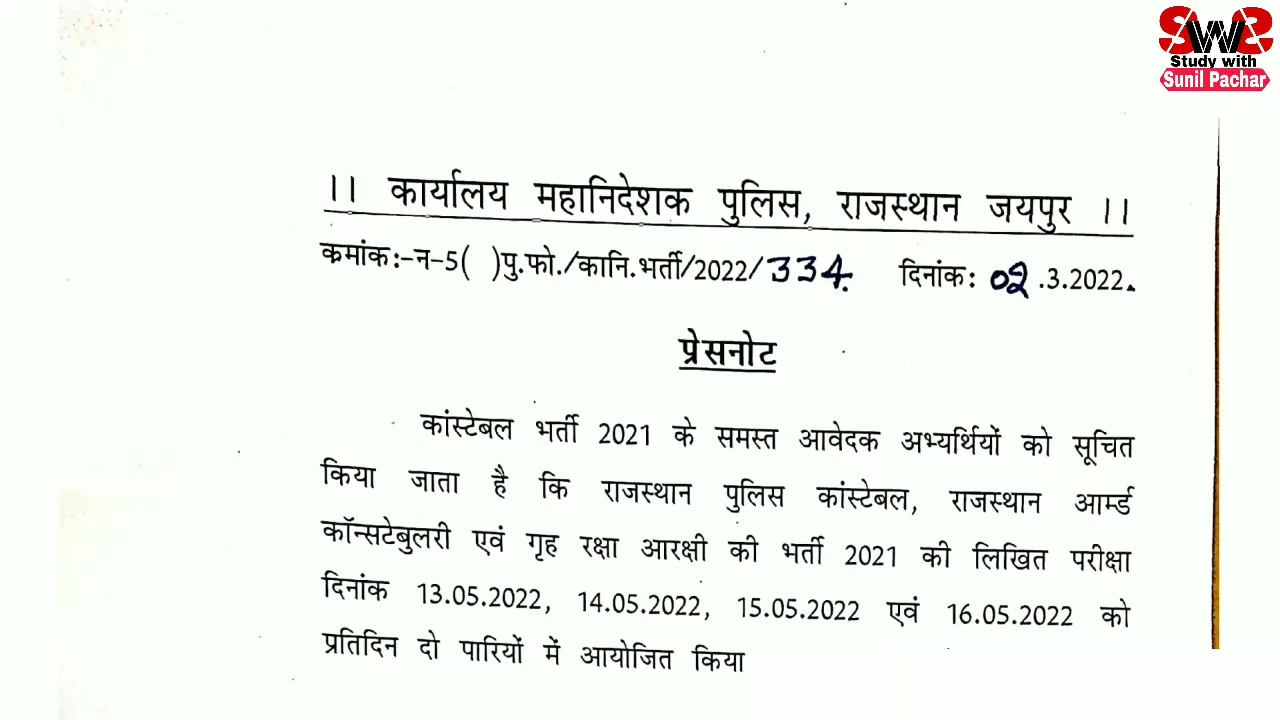 SWS
Study with
Sunil Pachar
।। कार्यालय महानिदेशक पुलिस, राजस्थान जयपुर ।।
कमांक:-न-5( )पु.फो./कानि.भर्ती/2022/334. दिनांक: 02.3.2022.
प्रेसनोट
कांस्टेबल भर्ती 2021 के समस्त आवेदक अभ्यर्थियों को सूचित
किया जाता है कि राजस्थान पुलिस कांस्टेबल, राजस्थान आर्म्ड
कॉन्सटेबुलरी एवं गृह रक्षा आरक्षी की भर्ती 2021 की लिखित परीक्षा
दिनांक 13.05.2022, 14.05.2022, 15.05.2022 एवं 16.05.2022 को
प्रतिदिन दो पारियों में आयोजित किया